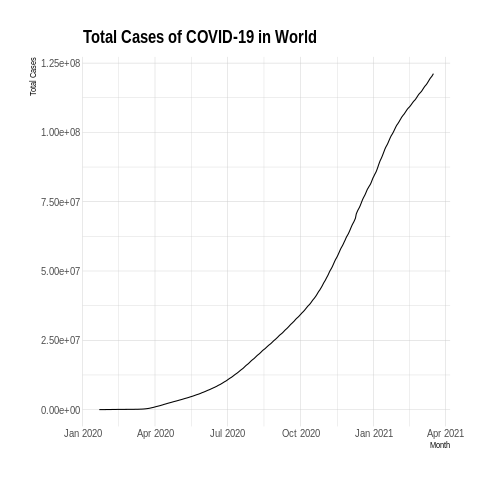 Total Cases of COVID-19 in World
Total Cases
1.25e+08
1.00e+08
7.50e+07
5.00e+07
2.50e+07
0.00e+00
Jan 2020 Apr 2020 Jul 2020 Oct 2020 Jan 2021 Apr 2021
Month